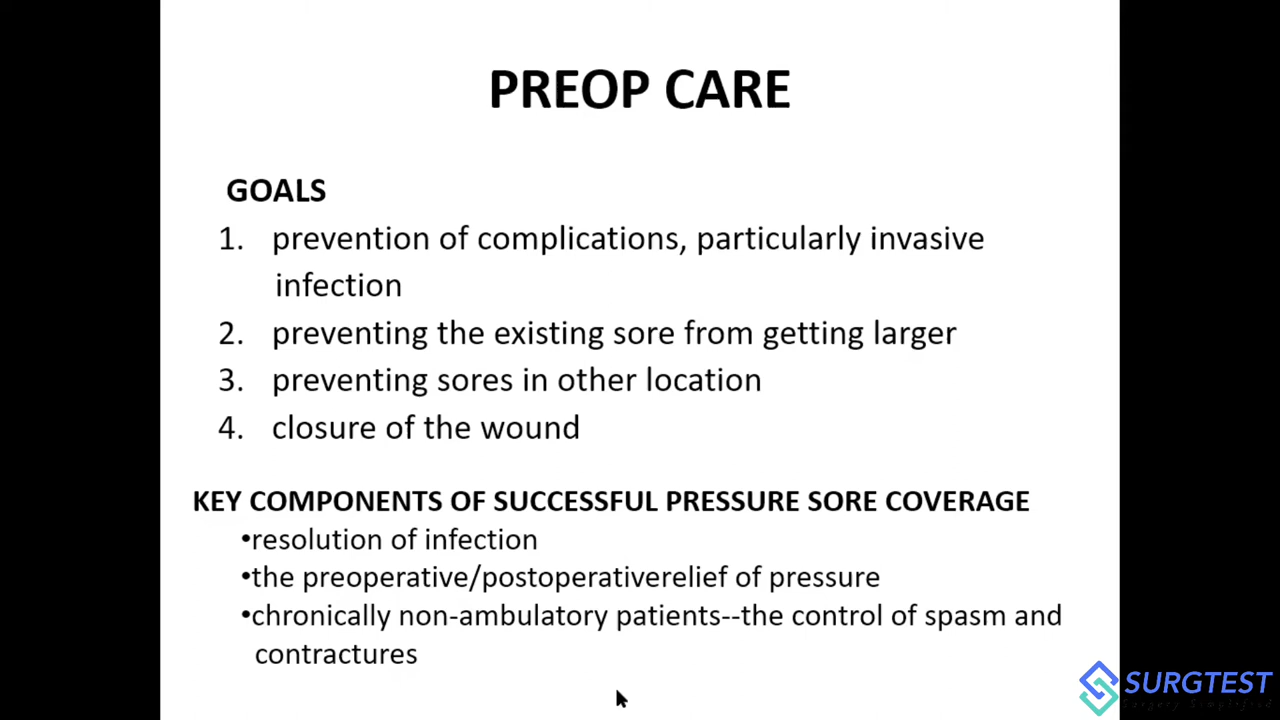 PREOP CARE
GOALS
1. prevention of complications, particularly invasive
infection
2. preventing the existing sore from getting larger
3. preventing sores in other location
4. closure of the wound
KEY COMPONENTS OF SUCCESSFUL PRESSURE SORE COVERAGE
•resolution of infection
•the preoperative/postoperativerelief of pressure
•chronically non-ambulatory patients--the control of spasm and
contractures
SURGTEST
Surgery Simplified